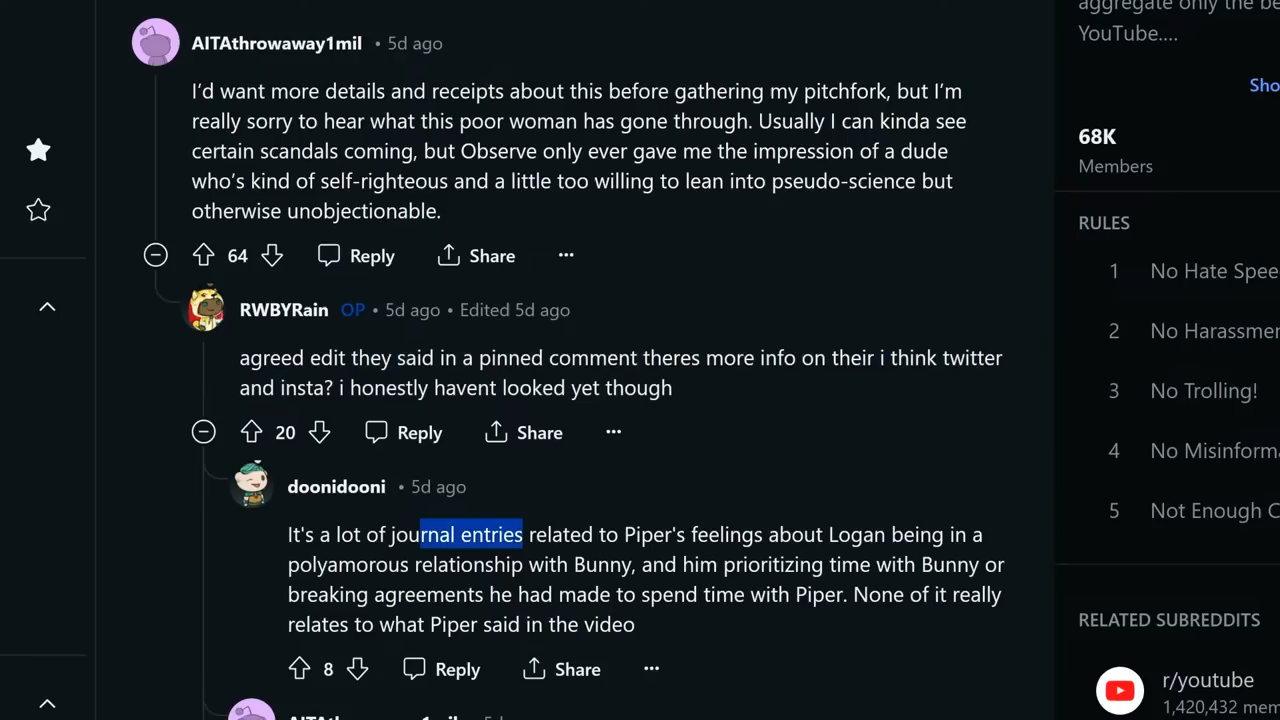 aggregate only the be
YouTube....
AITAthrowaway1mil • 5d ago
Sho
I'd want more details and receipts about this before gathering my pitchfork, but I'm
really sorry to hear what this poor woman has gone through. Usually I can kinda see
certain scandals coming, but Observe only ever gave me the impression of a dude
who's kind of self-righteous and a little too willing to lean into pseudo-science but
otherwise unobjectionable.
68K
Members
RULES
64 Reply Share ...
1 No Hate Spee
RWBYRain OP • 5d ago • Edited 5d ago
2 No Harassmen
agreed edit they said in a pinned comment theres more info on their i think twitter
and insta? i honestly havent looked yet though
3 No Trolling!
20 Reply Share ...
4 No Misinforma
doonidooni • 5d ago
5 Not Enough C
It's a lot of journal entries related to Piper's feelings about Logan being in a
polyamorous relationship with Bunny, and him prioritizing time with Bunny or
breaking agreements he had made to spend time with Piper. None of it really
relates to what Piper said in the video
RELATED SUBREDDITS
8 Reply Share ...
r/youtube
1,420,432 mem